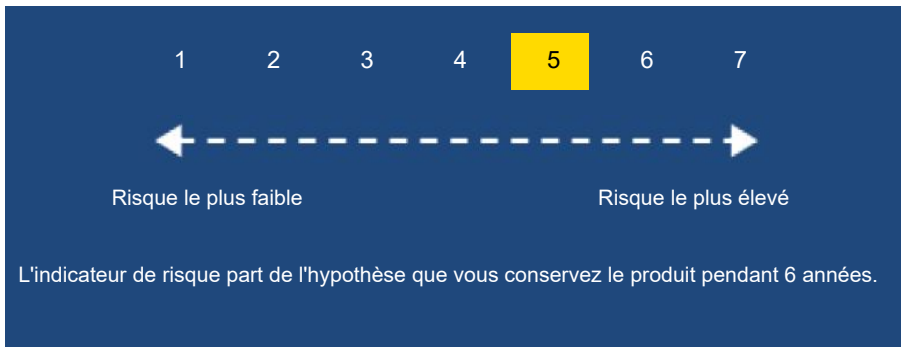 1 2 3 4 5 6 7
Risque le plus faible Risque le plus élevé
L'indicateur de risque part de l'hypothèse que vous conservez le produit pendant 6 années.